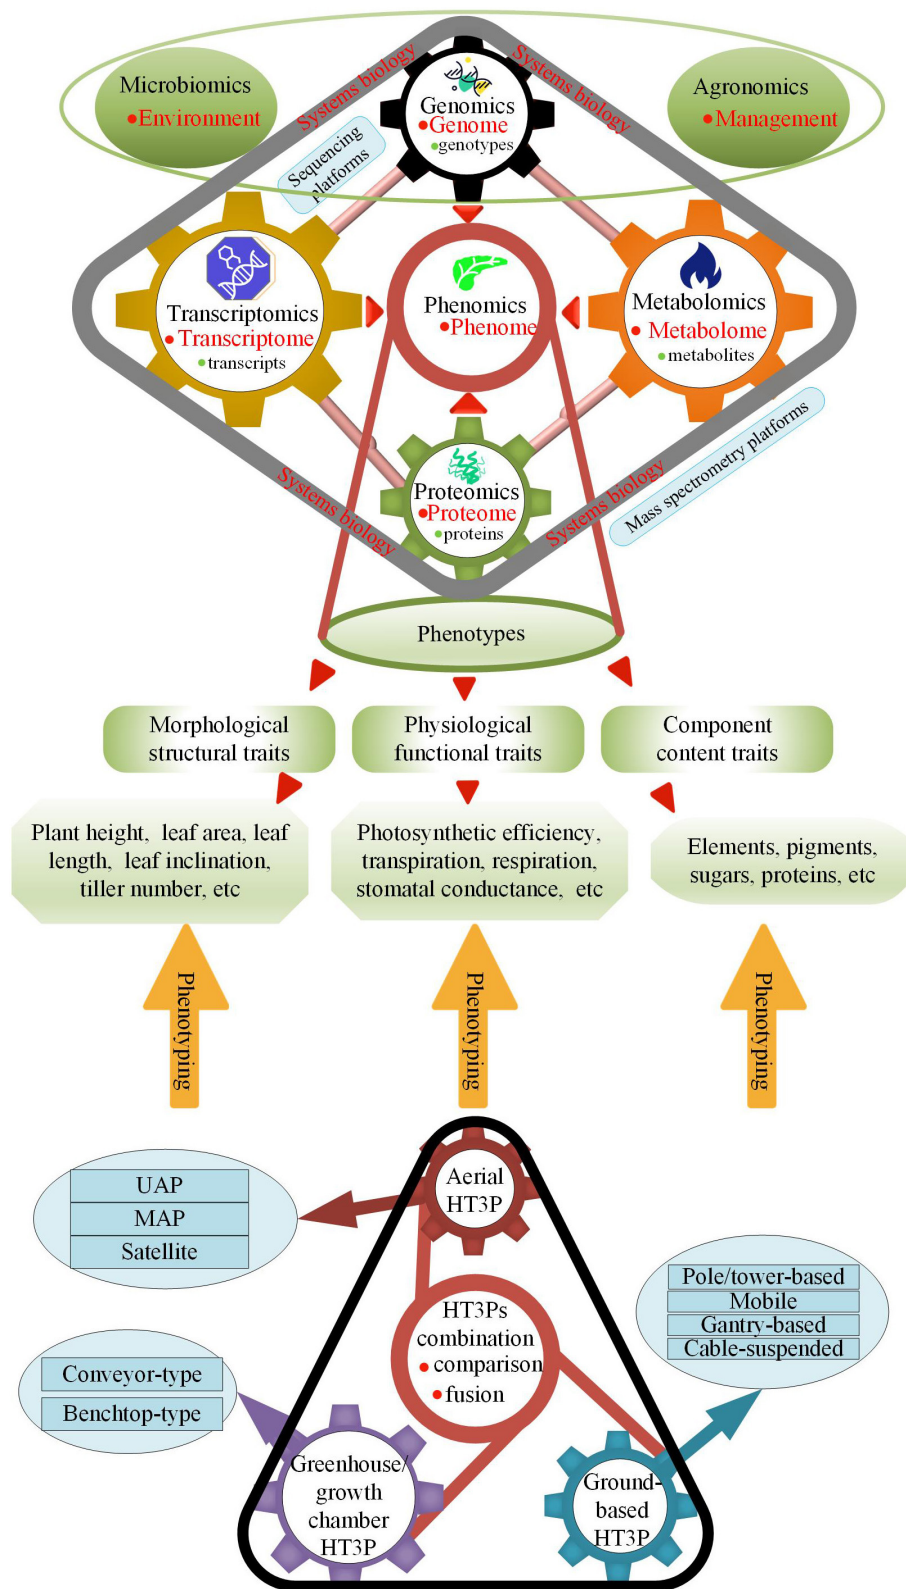 Microbiomics
•Environment
Systems biology
Systems biology
Genomics
•Genome
•genotypes
Agronomics
•Management
Sequencing
platforms
Transcriptomics
• Transcriptome
•transcripts
Phenomics
•Phenome
Metabolomics
• Metabolome
• metabolites
Proteomics
•Proteome
•proteins
Systems biology
Systems biology
Mass spectrometry platforms
Phenotypes
Morphological
structural traits
Physiological
functional traits
Component
content traits
Plant height, leaf area, leaf
length, leaf inclination,
tiller number, etc
Photosynthetic efficiency,
transpiration, respiration,
stomatal conductance, etc
Elements, pigments,
sugars, proteins, etc
Phenotyping
Phenotyping
Phenotyping
Aerial
HT3P
UAP
MAP
Satellite
Pole/tower-based
Mobile
Gantry-based
Cable-suspended
HT3Ps
combination
• comparison
• fusion
Conveyor-type
Benchtop-type
Greenhouse/
growth
chamber
HT3P
Ground-
based
HT3P